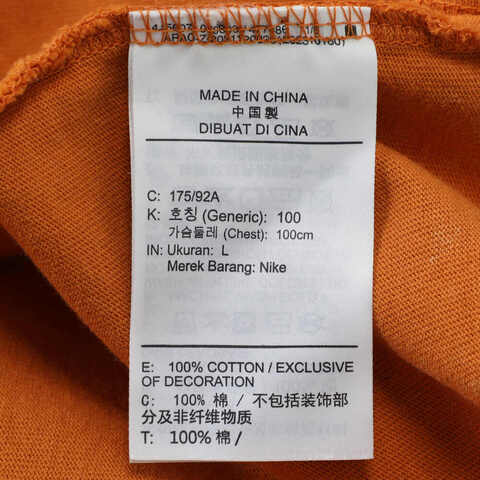 MADE IN CHINA
中国製
DIBUAT DI CINA
C: 175/92A
K: 호칭 (Generic): 100
가슴둘레 (Chest): 100cm
IN: Ukuran: L
Merek Barang: Nike
E: 100% COTTON / EXCLUSIVE
OF DECORATION
C: 100% 棉 / 不包括装饰部
分及非纤维物质
T: 100% 棉 /